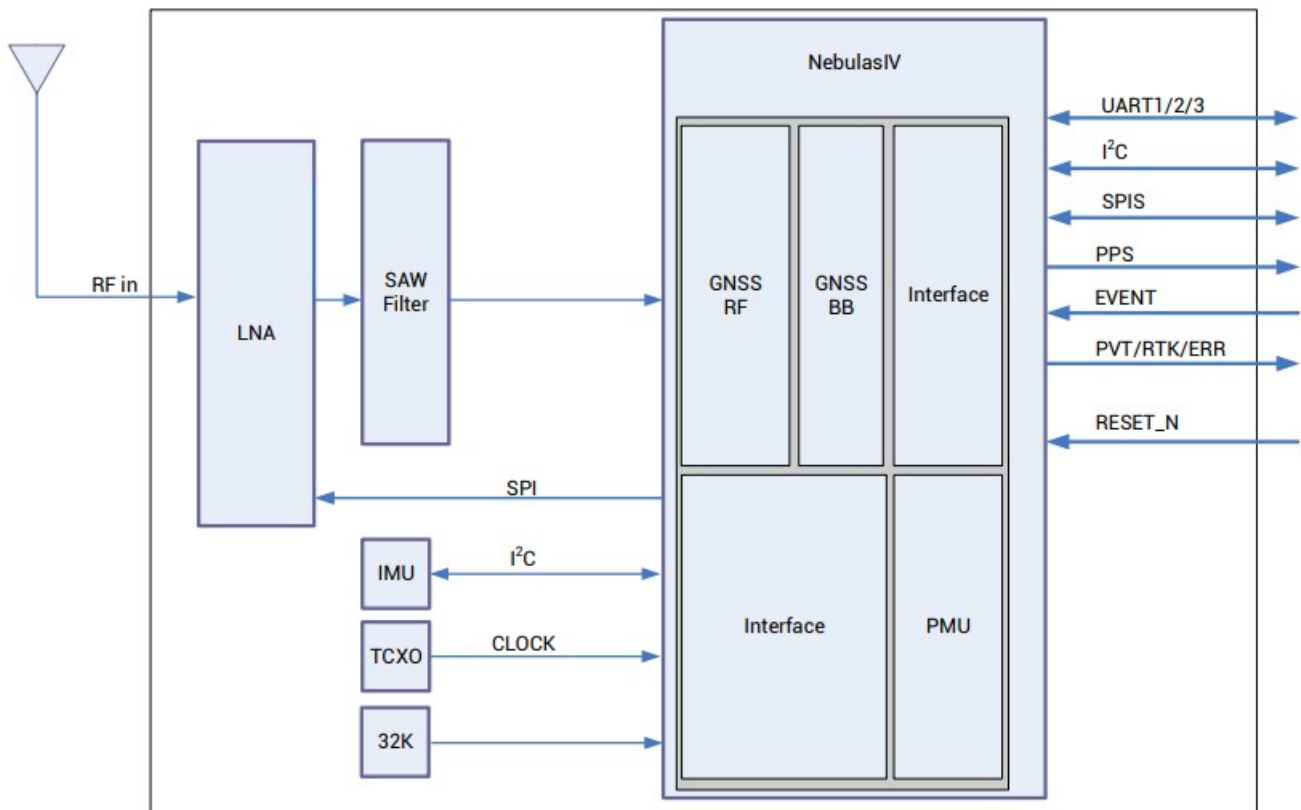 NebulasIV
UART1/2/3
I²C
SPIS
PPS
EVENT
PVT/RTK/ERR
RESET_N
RF in
LNA
SAW
Filter
GNSS
RF
GNSS
BB
Interface
SPI
IMU
I²C
TCXO
CLOCK
32K
Interface
PMU